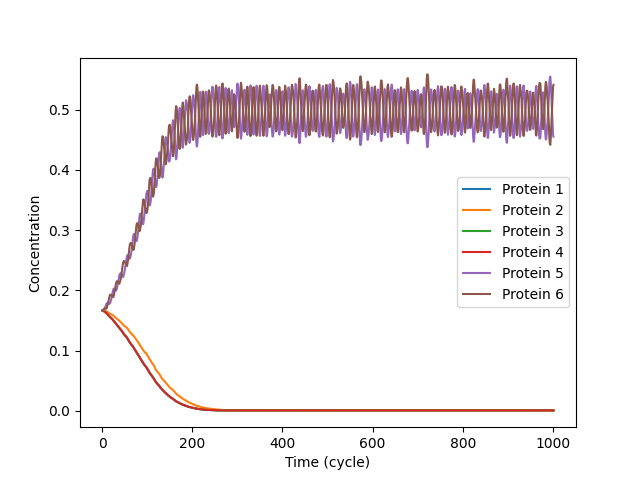 Concentration
0.5
0.4
0.3
0.2
0.1
0.0
Protein 1
Protein 2
Protein 3
Protein 4
Protein 5
Protein 6
0 200 400 600 800 1000
Time (cycle)